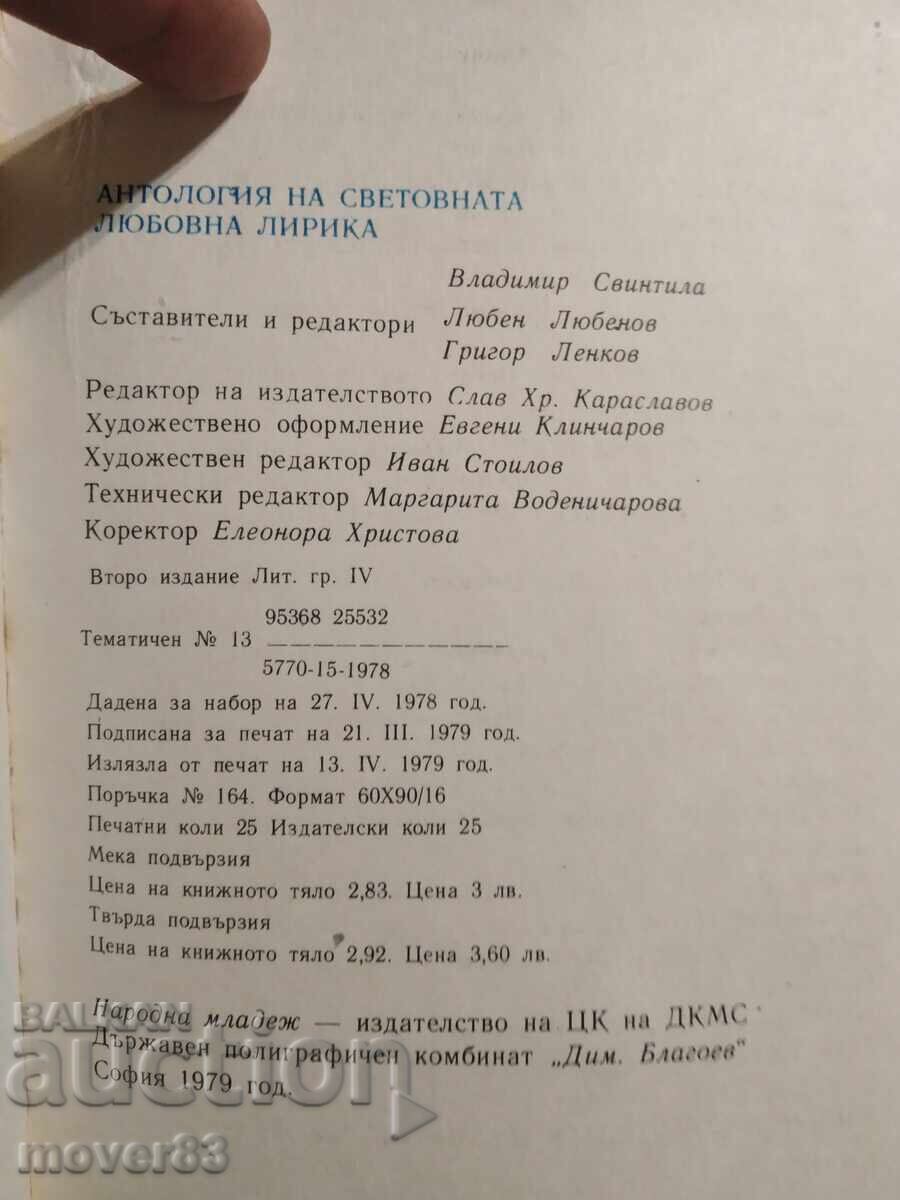 АНТОЛОГИЯ НА СВЕТОВНАТА
ЛЮБОВНА ЛИРИКА
Владимир Свинтила
Съставители и редактори Любен Любенов
Григор Ленков
Редактор на издателството Слав Хр. Караславов
Художествено оформление Евгени Клинчаров
Художествен редактор Иван Стоилов
Технически редактор Маргарита Воденичарова
Коректор Елеонора Христова
Второ издание Лит. гр. IV
95368 25532
Тематичен № 13 ————————————
5770-15-1978
Дадена за набор на 27. IV. 1978 год.
Подписана за печат на 21. III. 1979 год.
Излязла от печат на 13. IV. 1979 год.
Поръчка № 164. Формат 60X90/16
Печатни коли 25 Издателски коли 25
Мека подвързия
Цена на книжното тяло 2,83. Цена 3 лв.
Твърда подвързия
Цена на книжното тяло 2,92. Цена 3,60 лв.
Народна младеж — издателство на ЦК на ДКМС
Държавен полиграфичен комбинат „Дим. Благоев"
София 1979 год.
BALKAN
auction
mover83